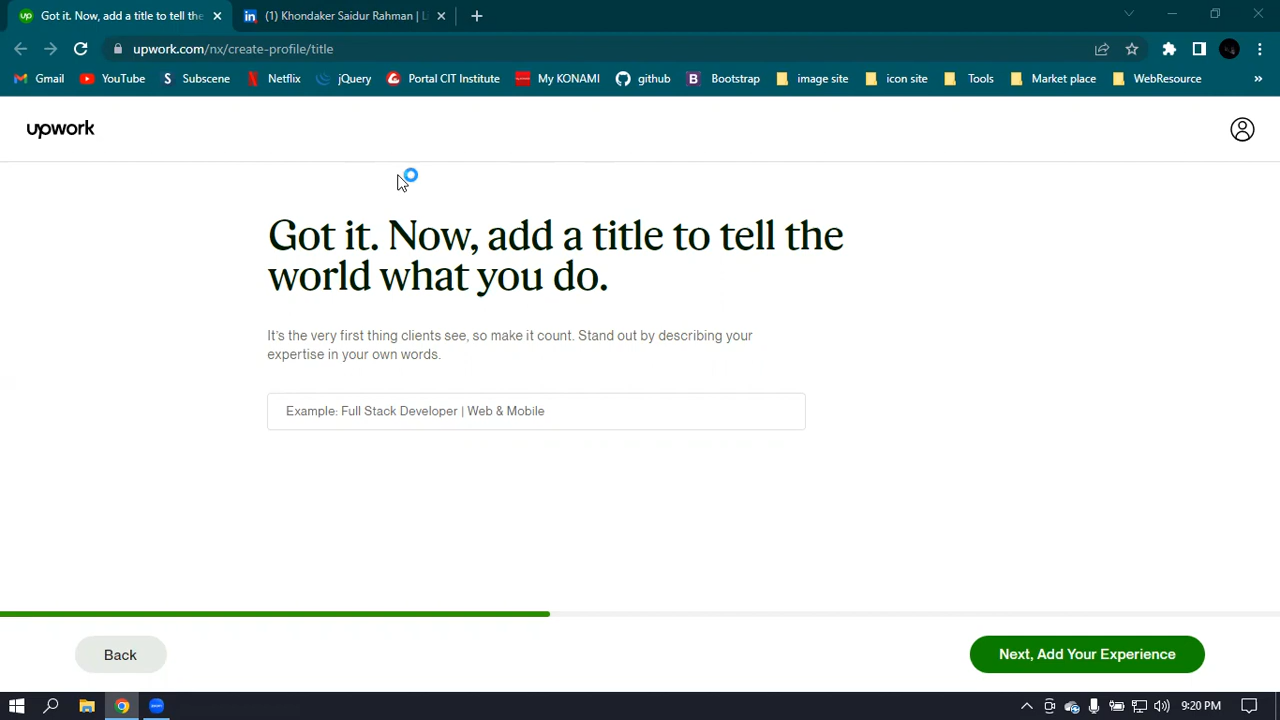 Got it. Now, add a title to tell the
(1) Khondaker Saidur Rahman | L
upwork.com/nx/create-profile/title
Gmail
YouTube
Subscene
Netflix
jQuery
Portal CIT Institute
My KONAMI
github
Bootstrap
image site
icon site
Tools
Market place
WebResource
upwork
Got it. Now, add a title to tell the
world what you do.
It's the very first thing clients see, so make it count. Stand out by describing your
expertise in your own words.
Example: Full Stack Developer | Web & Mobile
Back
Next, Add Your Experience
9:20 PM